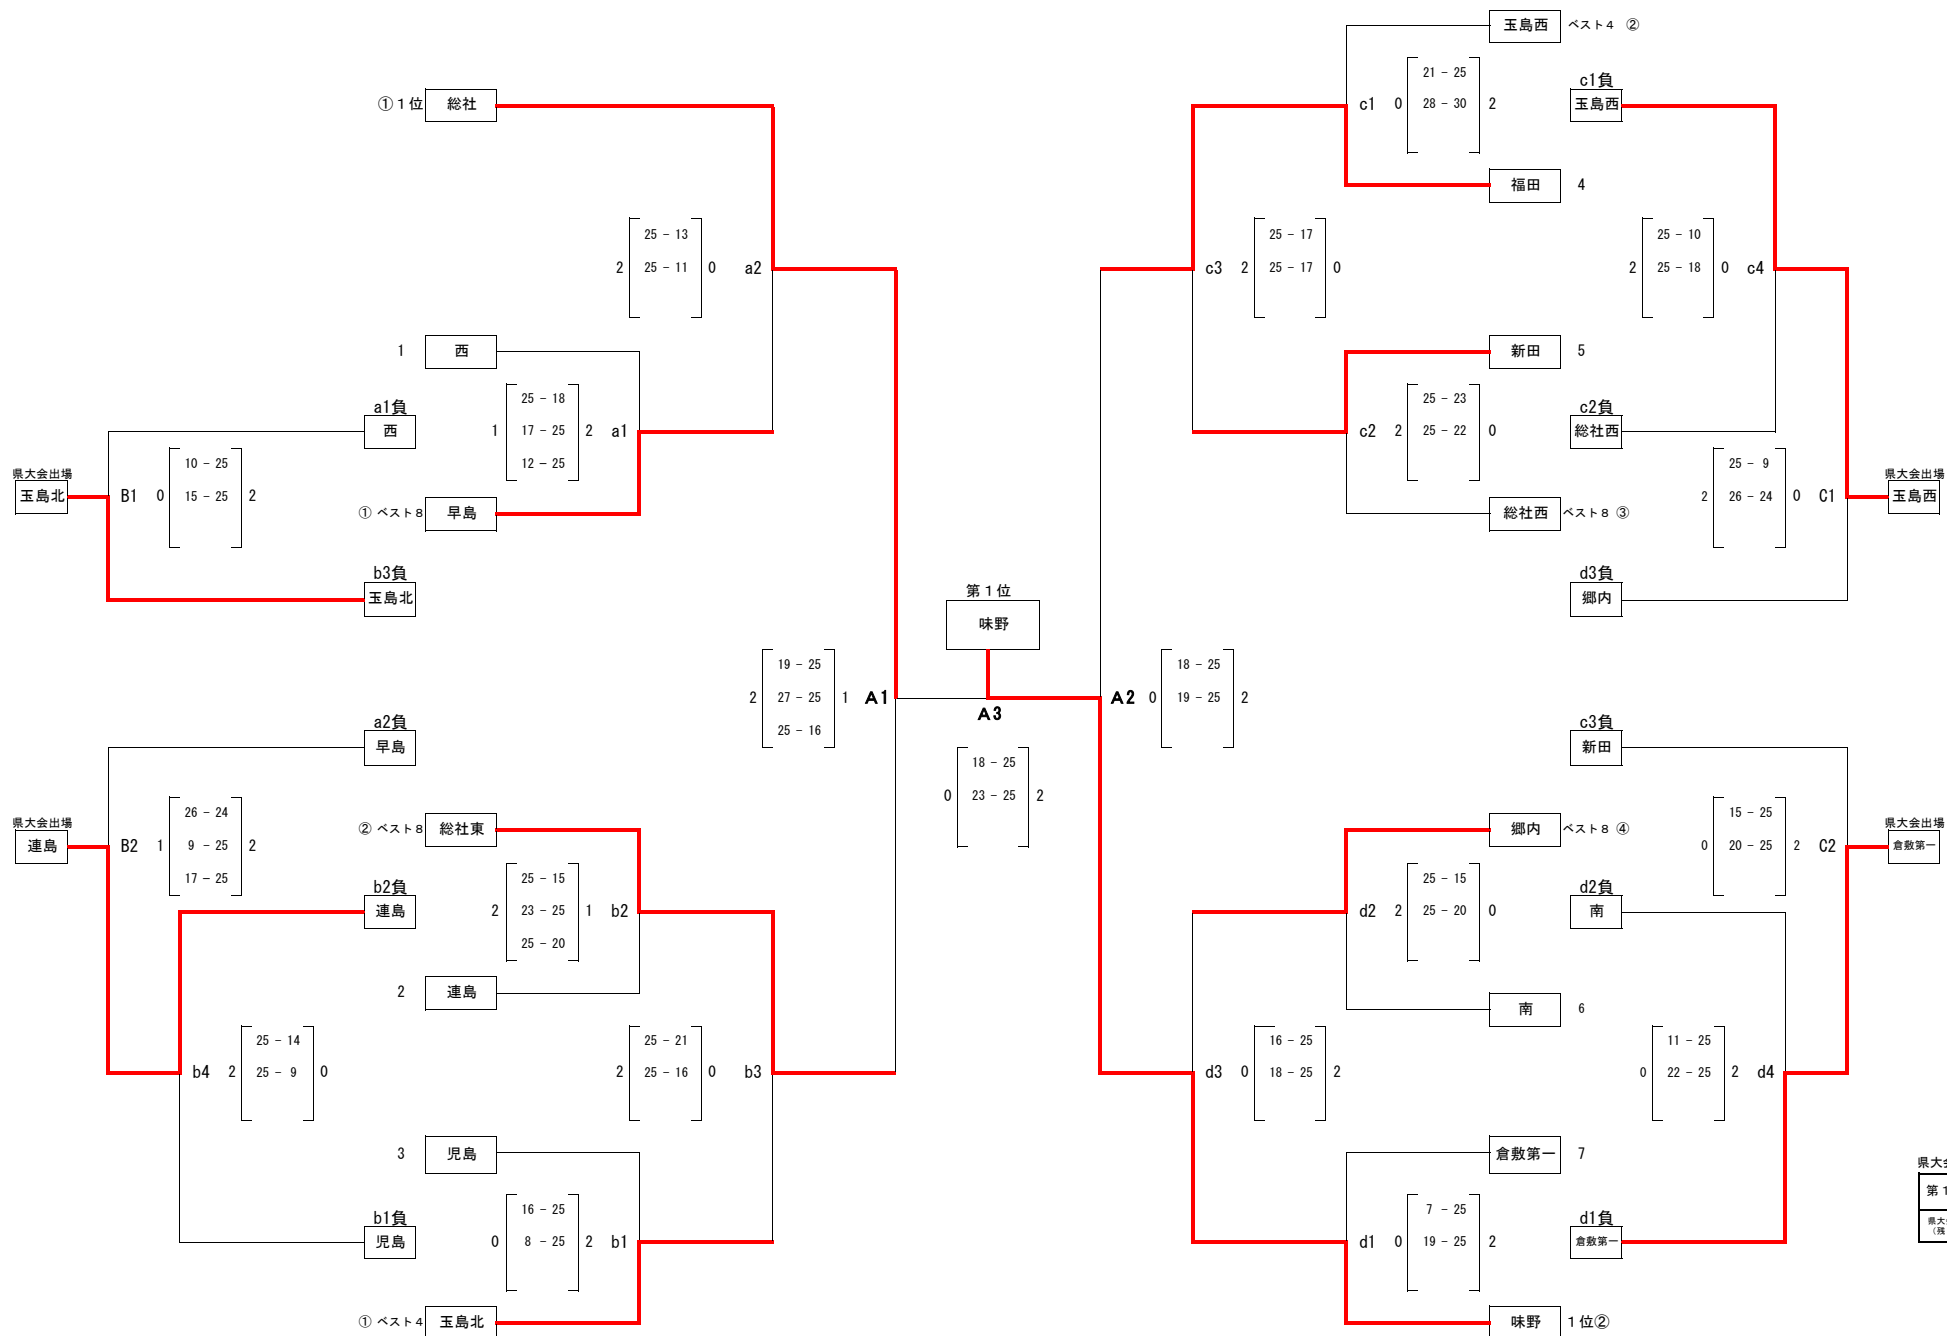 ①１位 総社
25 - 13
2 25 - 11 0 a2
1 西
25 - 18
1 17 - 25 2 a1
12 - 25
① ベスト8 早島
a1負
西
県大会出場
玉島北
10 - 25
B1 0 15 - 25 2
b3負
玉島北
第１位
味野
19 - 25
2 27 - 25 1 A1
25 - 16
A3
18 - 25
0 23 - 25 2
18 - 25
A2 0 19 - 25 2
a2負
早島
県大会出場
連島
26 - 24
B2 1 9 - 25 2
17 - 25
② ベスト8 総社東
b2負
連島
25 - 15
2 23 - 25 1 b2
25 - 20
2 連島
25 - 14
b4 2 25 - 9 0
25 - 21
2 25 - 16 0 b3
3 児島
b1負
児島
16 - 25
0 8 - 25 2 b1
① ベスト4 玉島北
玉島西 ベスト4 ②
21 - 25
c1 0 28 - 30 2
c1負
玉島西
福田 4
25 - 17
c3 2 25 - 17 0
25 - 10
2 25 - 18 0 c4
新田 5
25 - 23
c2 2 25 - 22 0
c2負
総社西
総社西 ベスト8 ③
25 - 9
2 26 - 24 0 C1
県大会出場
玉島西
d3負
郷内
c3負
新田
郷内 ベスト8 ④
15 - 25
0 20 - 25 2 C2
県大会出場
倉敷第一
25 - 15
d2 2 25 - 20 0
d2負
南
南 6
16 - 25
d3 0 18 - 25 2
11 - 25
0 22 - 25 2 d4
倉敷第一 7
7 - 25
d1 0 19 - 25 2
d1負
倉敷第一
味野 １位②
県大
第１
県大
（残